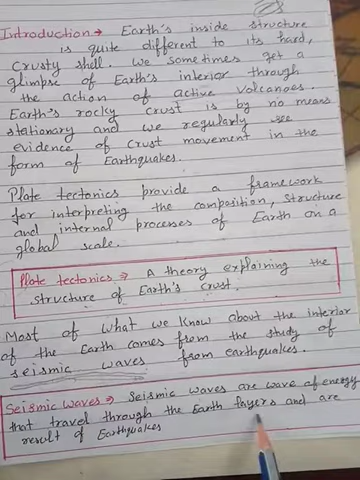 Introduction → Earth's inside structure
is quite different to its hard,
crusty shell. We sometimes get a
glimpse of Earth's interior through
the action of active volcanoes.
Earth's rocky crust is by no means
stationary and we regularly see
evidence of crust movement in the
form of Earthquakes.
Plate tectonics provide a framework
for interpreting the composition, structure
and internal processes of Earth on a
global scale.
Plate tectonics → A theory explaining the
structure of Earth's crust.
Most of what we know about the interior
of the Earth comes from the study of
seismic waves from earthquakes.
Seismic waves → Seismic waves are wave of energy
that travel through the Earth layers and are
result of Earthquakes